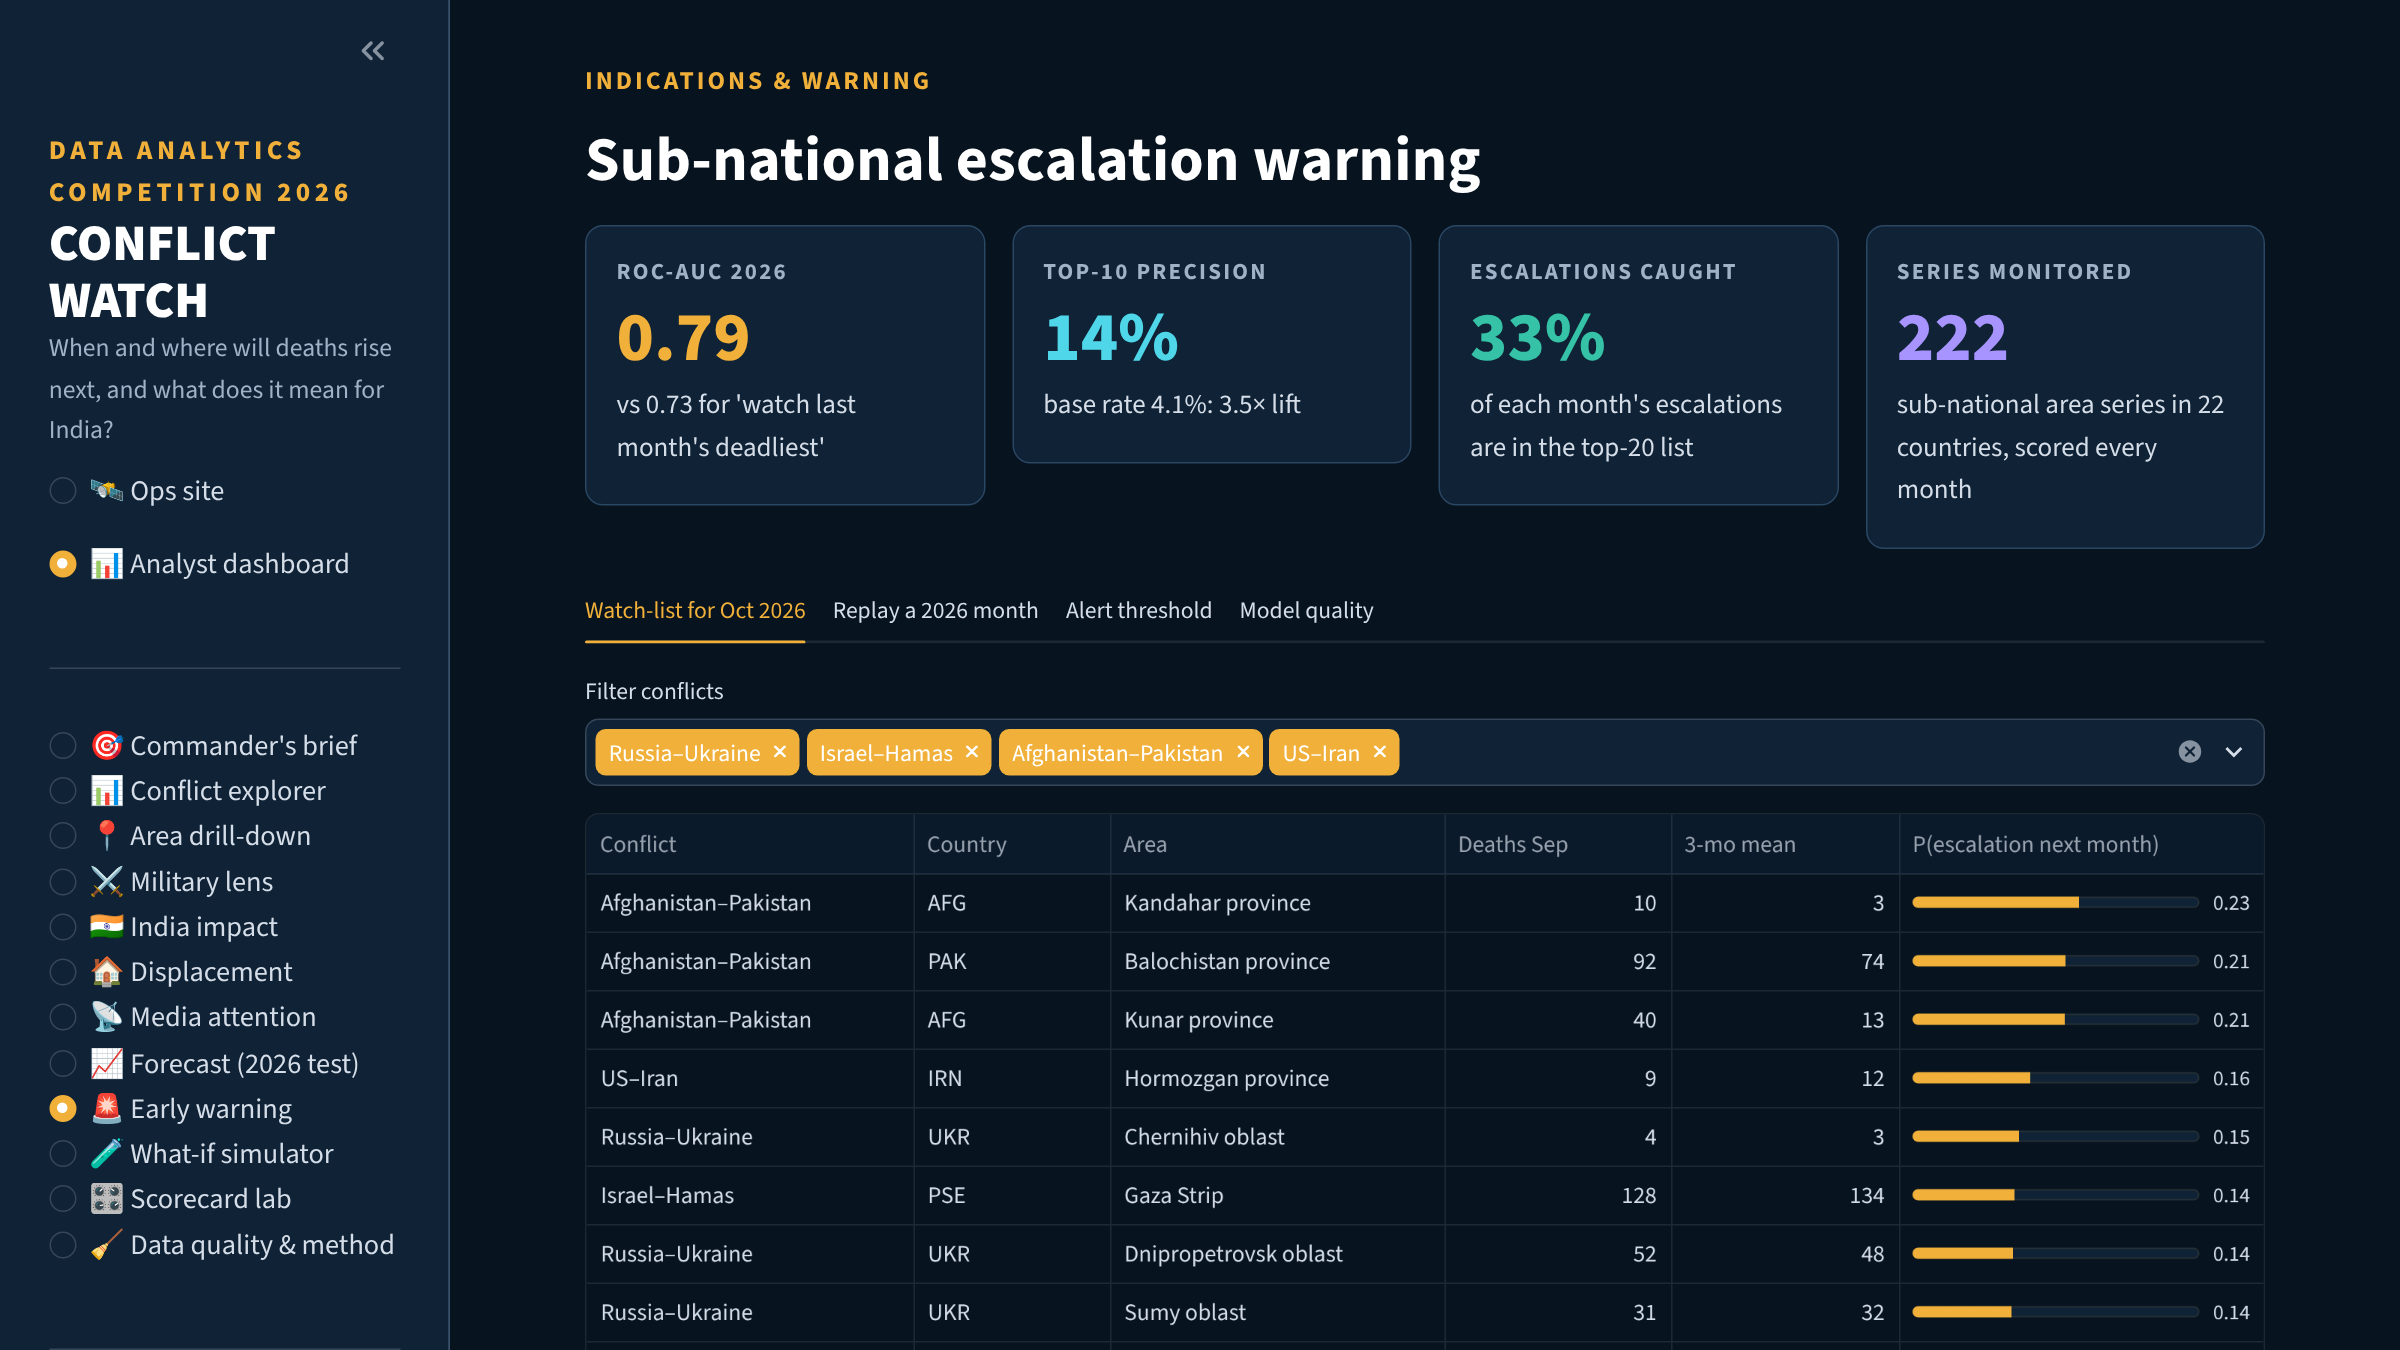 DATA ANALYTICS
COMPETITION 2026
CONFLICT
WATCH
When and where will deaths rise
next, and what does it mean for
India?
Ops site
Analyst dashboard
Commander's brief
Conflict explorer
Area drill-down
Military lens
India impact
Displacement
Media attention
Forecast (2026 test)
Early warning
What-if simulator
Scorecard lab
Data quality & method
INDICATIONS & WARNING
Sub-national escalation warning
ROC-AUC 2026
0.79
vs 0.73 for 'watch last
month's deadliest'
TOP-10 PRECISION
14%
base rate 4.1%: 3.5× lift
ESCALATIONS CAUGHT
33%
of each month's escalations
are in the top-20 list
SERIES MONITORED
222
sub-national area series in 22
countries, scored every
month
Watch-list for Oct 2026 Replay a 2026 month Alert threshold Model quality
Filter conflicts
Russia–Ukraine Israel–Hamas Afghanistan–Pakistan US–Iran
Conflict Country Area Deaths Sep 3-mo mean P(escalation next month)
Afghanistan–Pakistan AFG Kandahar province 10 3 0.23
Afghanistan–Pakistan PAK Balochistan province 92 74 0.21
Afghanistan–Pakistan AFG Kunar province 40 13 0.21
US–Iran IRN Hormozgan province 9 12 0.16
Russia–Ukraine UKR Chernihiv oblast 4 3 0.15
Israel–Hamas PSE Gaza Strip 128 134 0.14
Russia–Ukraine UKR Dnipropetrovsk oblast 52 48 0.14
Russia–Ukraine UKR Sumy oblast 31 32 0.14